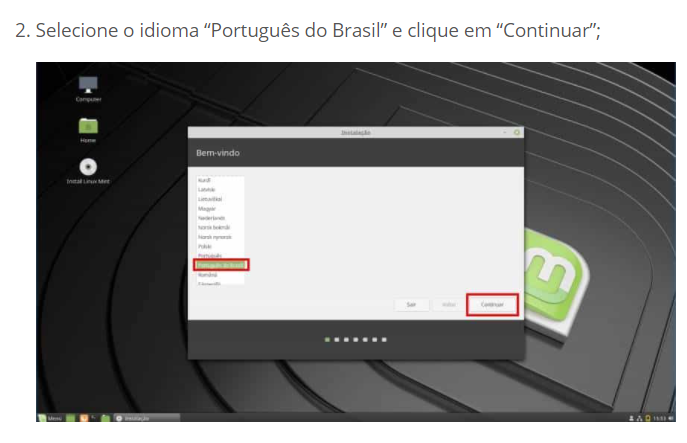 2. Selecione o idioma “Português do Brasil” e clique em “Continuar”;
Computer
Home
Install Linux Mint
Instalação
Bem-vindo
Kurdî
Latviski
Lietuviškai
Magyar
Nederlands
Norsk bokmål
Norsk nynorsk
Polski
Português
Português do Brasil
Română
Sair
Voltar
Continuar
Menu
Instalação